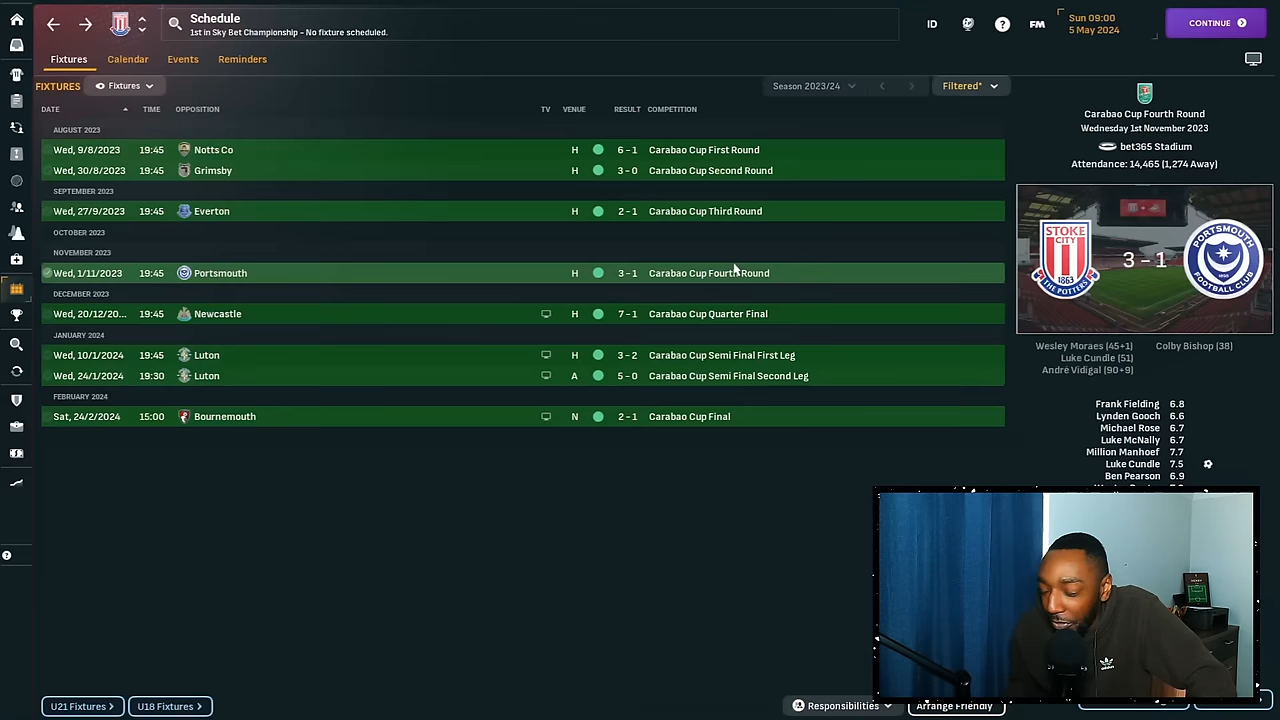 Schedule
1st in Sky Bet Championship - No fixture scheduled.
ID
FM
Sun 09:00
5 May 2024
CONTINUE
Fixtures
Calendar
Events
Reminders
FIXTURES
Fixtures
Season 2023/24
Filtered*
DATE TIME OPPOSITION TV VENUE RESULT COMPETITION
AUGUST 2023
Wed, 9/8/2023 19:45 Notts Co H 6 - 1 Carabao Cup First Round
Wed, 30/8/2023 19:45 Grimsby H 3 - 0 Carabao Cup Second Round
SEPTEMBER 2023
Wed, 27/9/2023 19:45 Everton H 2 - 1 Carabao Cup Third Round
OCTOBER 2023
NOVEMBER 2023
Wed, 1/11/2023 19:45 Portsmouth H 3 - 1 Carabao Cup Fourth Round
DECEMBER 2023
Wed, 20/12/20... 19:45 Newcastle H 7 - 1 Carabao Cup Quarter Final
JANUARY 2024
Wed, 10/1/2024 19:45 Luton H 3 - 2 Carabao Cup Semi Final First Leg
Wed, 24/1/2024 19:30 Luton A 5 - 0 Carabao Cup Semi Final Second Leg
FEBRUARY 2024
Sat, 24/2/2024 15:00 Bournemouth N 2 - 1 Carabao Cup Final
Carabao Cup Fourth Round
Wednesday 1st November 2023
bet365 Stadium
Attendance: 14,465 (1,274 Away)
STOKE
CITY
1863
THE POTTERS
3 - 1
PORTSMOUTH
FOOTBALL CLUB
Wesley Moraes (45+1) Colby Bishop (38)
Luke Cundle (51)
André Vidigal (90+9)
Frank Fielding 6.8
Lynden Gooch 6.6
Michael Rose 6.7
Luke McNally 6.7
Million Manhoef 7.7
Luke Cundle 7.5
Ben Pearson 6.9
adidas
U21 Fixtures
U18 Fixtures
Responsibilities
Arrange Friendly